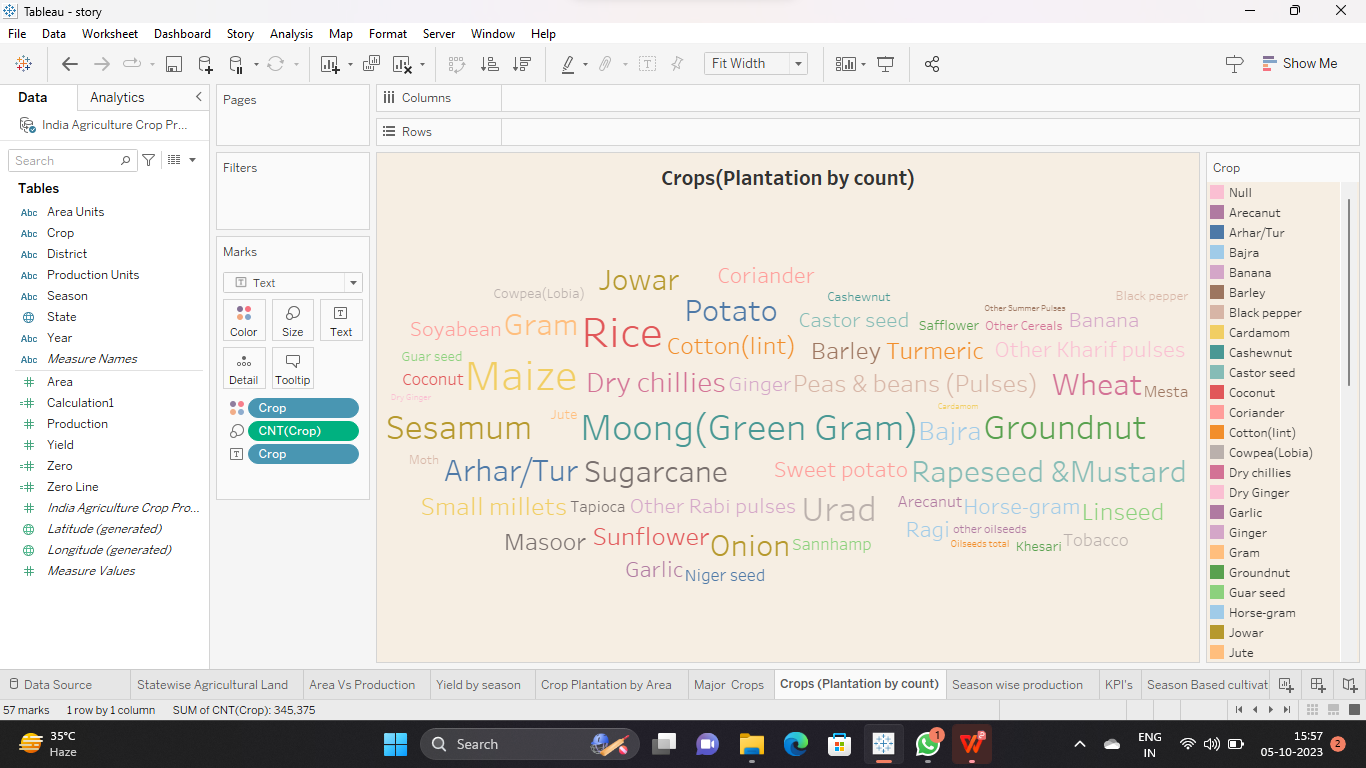 Tableau - story
File Data Worksheet Dashboard Story Analysis Map Format Server Window Help
Fit Width
Show Me
Data Analytics
India Agriculture Crop Pr...
Search
Tables
Abc Area Units
Abc Crop
Abc District
Abc Production Units
Abc Season
State
Abc Year
Abc Measure Names
# Area
=# Calculation1
# Production
# Yield
=# Zero
=# Zero Line
# India Agriculture Crop Pro...
Latitude (generated)
Longitude (generated)
# Measure Values
Pages
Filters
Marks
T Text
Color Size Text
Detail Tooltip
Crop
CNT(Crop)
Crop
Columns
Rows
Crops(Plantation by count)
Jowar Coriander
Cowpea(Lobia) Cashewnut Black pepper
Potato Other Summer Pulses
Soyabean Gram Rice Castor seed Safflower Other Cereals Banana
Cotton(lint) Barley Turmeric Other Kharif pulses
Guar seed
Coconut Maize Dry chillies Ginger Peas & beans (Pulses) Wheat Mesta
Dry Ginger
Jute Cardamom
Sesamum Moong(Green Gram) Bajra Groundnut
Moth Arhar/Tur Sugarcane Sweet potato Rapeseed &Mustard
Small millets Tapioca Other Rabi pulses Urad Arecanut Horse-gram Linseed
Ragi other oilseeds
Masoor Sunflower Onion Sannhamp Oilseeds total Khesari Tobacco
Garlic Niger seed
Crop
Null
Arecanut
Arhar/Tur
Bajra
Banana
Barley
Black pepper
Cardamom
Cashewnut
Castor seed
Coconut
Coriander
Cotton(lint)
Cowpea(Lobia)
Dry chillies
Dry Ginger
Garlic
Ginger
Gram
Groundnut
Guar seed
Horse-gram
Jowar
Jute
Data Source Statewise Agricultural Land Area Vs Production Yield by season Crop Plantation by Area Major Crops Crops (Plantation by count) Season wise production KPI's Season Based cultivat
57 marks 1 row by 1 column SUM of CNT(Crop): 345,375
35°C
Haze
Search
1
ENG
IN
15:57
05-10-2023
2